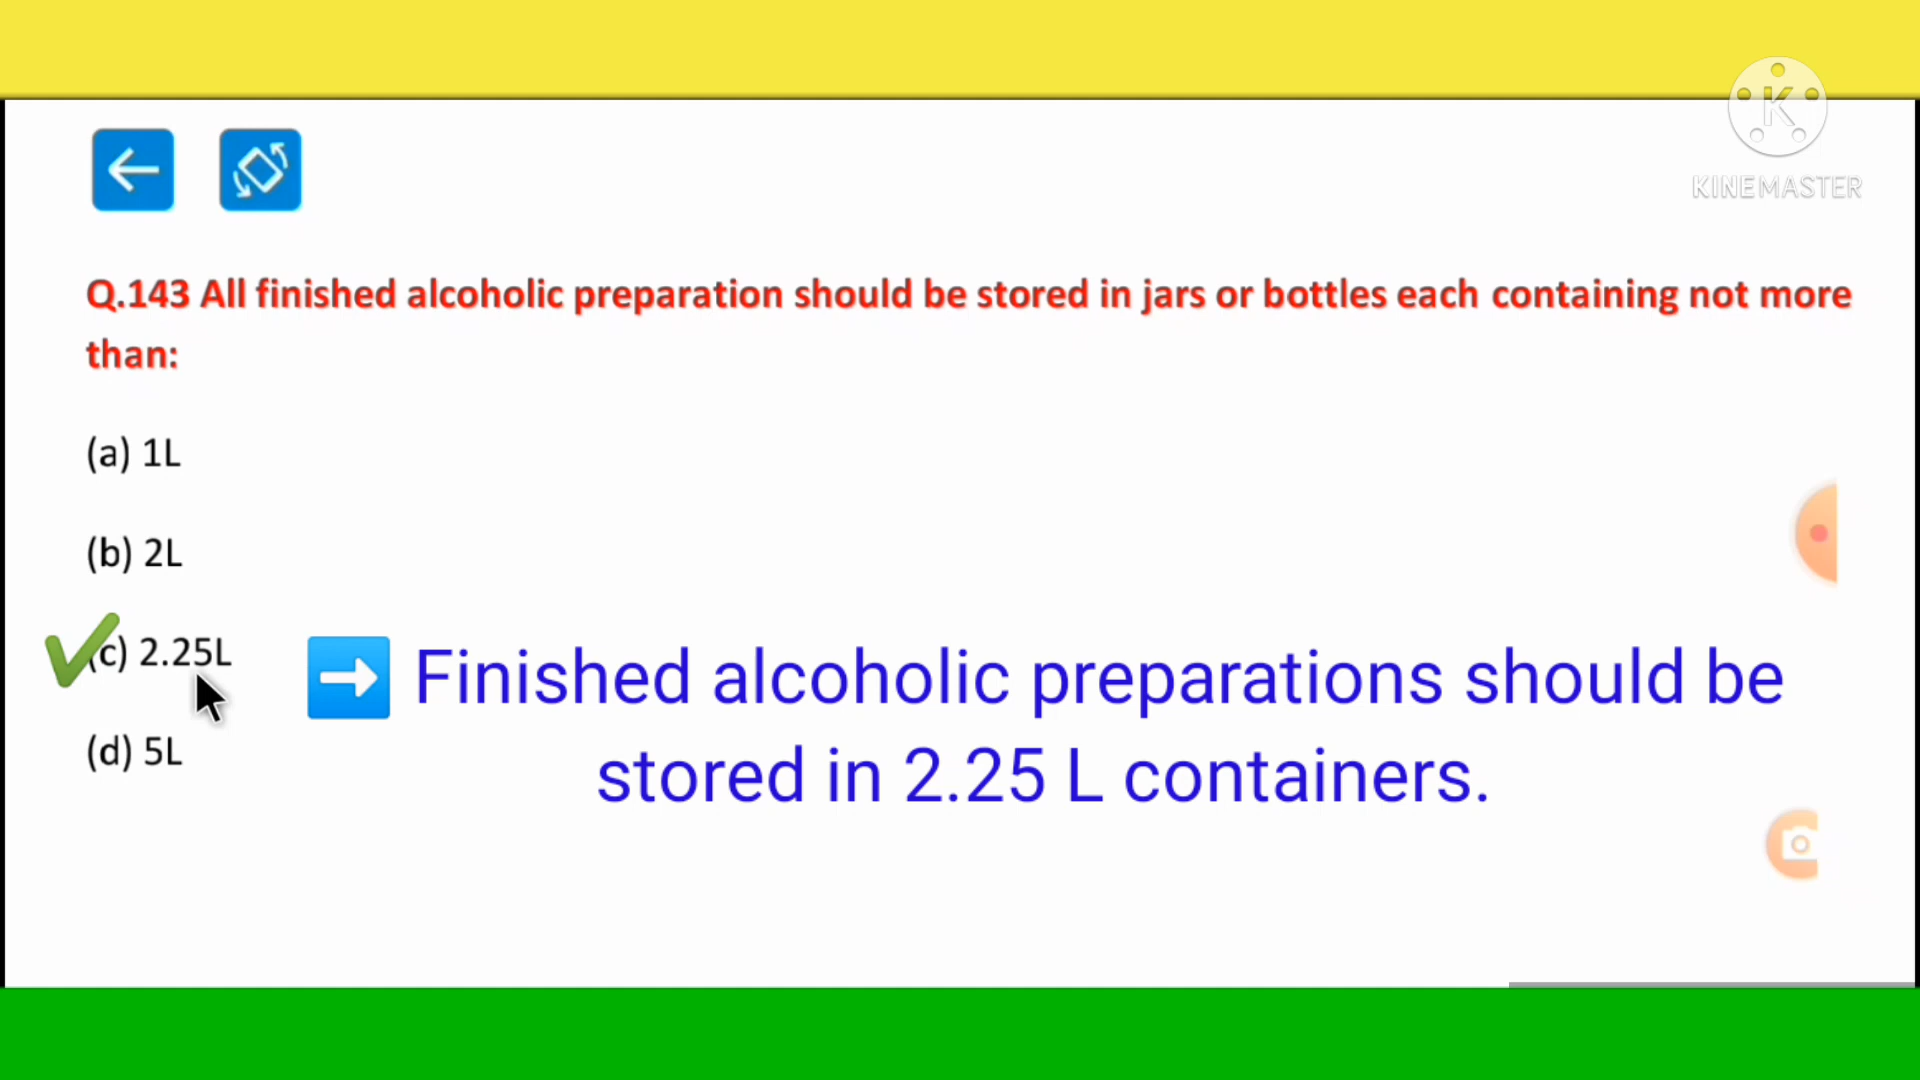 K
KINEMASTER
Q.143 All finished alcoholic preparation should be stored in jars or bottles each containing not more
than:
(a) 1L
(b) 2L
(c) 2.25L
(d) 5L
Finished alcoholic preparations should be
stored in 2.25 L containers.